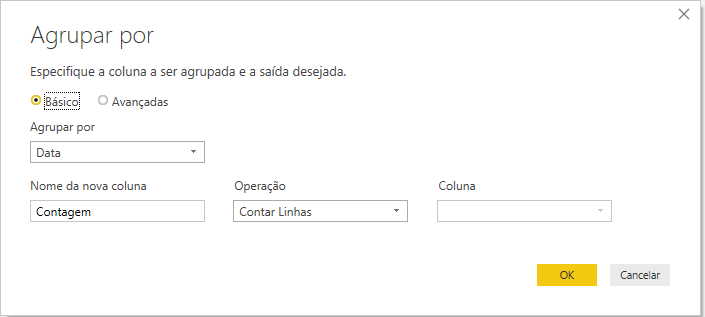 Agrupar por
Especifique a coluna a ser agrupada e a saída desejada.
Básico Avançadas
Agrupar por
Data
Nome da nova coluna Operação Coluna
Contagem Contar Linhas
OK Cancelar